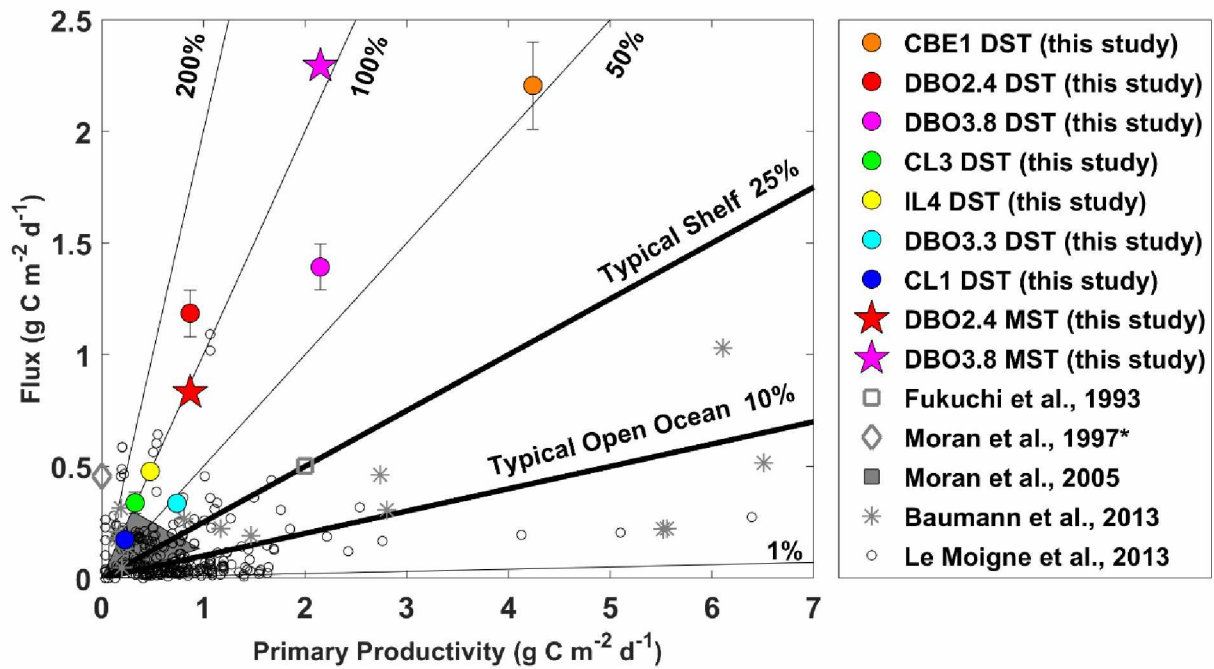 2.5
2
1.5
1
0.5
0
0
1
2
3
4
5
6
7
Flux (g C m⁻² d⁻¹)
Primary Productivity (g C m⁻² d⁻¹)
200%
100%
50%
Typical Shelf 25%
Typical Open Ocean 10%
1%
CBE1 DST (this study)
DBO2.4 DST (this study)
DBO3.8 DST (this study)
CL3 DST (this study)
IL4 DST (this study)
DBO3.3 DST (this study)
CL1 DST (this study)
DBO2.4 MST (this study)
DBO3.8 MST (this study)
Fukuchi et al., 1993
Moran et al., 1997*
Moran et al., 2005
Baumann et al., 2013
Le Moigne et al., 2013